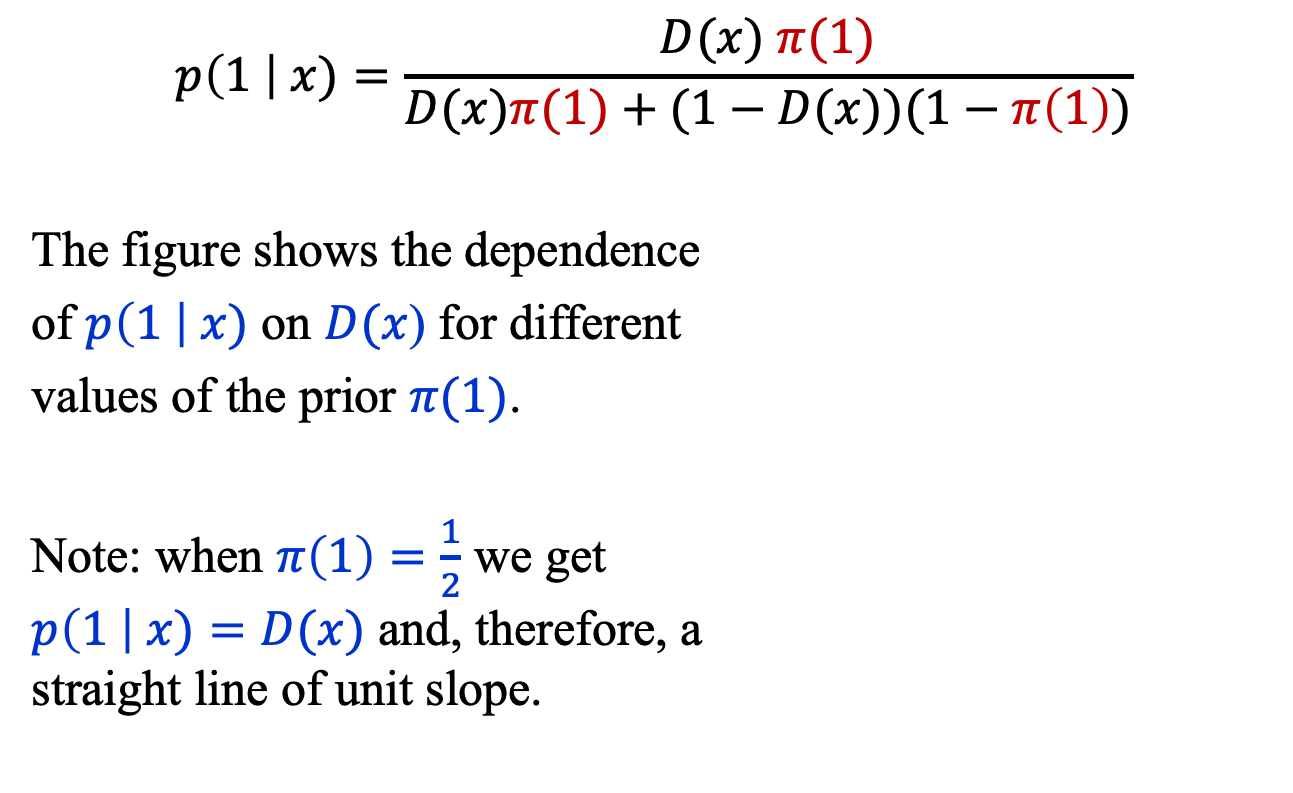 p(1 | x) = D(x) π(1) / D(x)π(1) + (1 − D(x))(1 − π(1))
The figure shows the dependence
of p(1 | x) on D(x) for different
values of the prior π(1).
Note: when π(1) = 1/2 we get
p(1 | x) = D(x) and, therefore, a
straight line of unit slope.